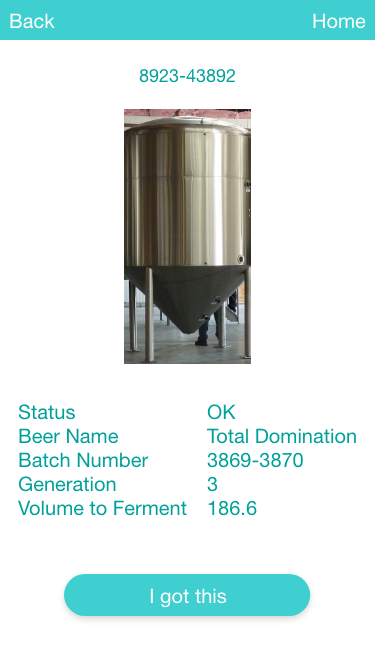 Back Home
8923-43892
Status OK
Beer Name Total Domination
Batch Number 3869-3870
Generation 3
Volume to Ferment 186.6
I got this